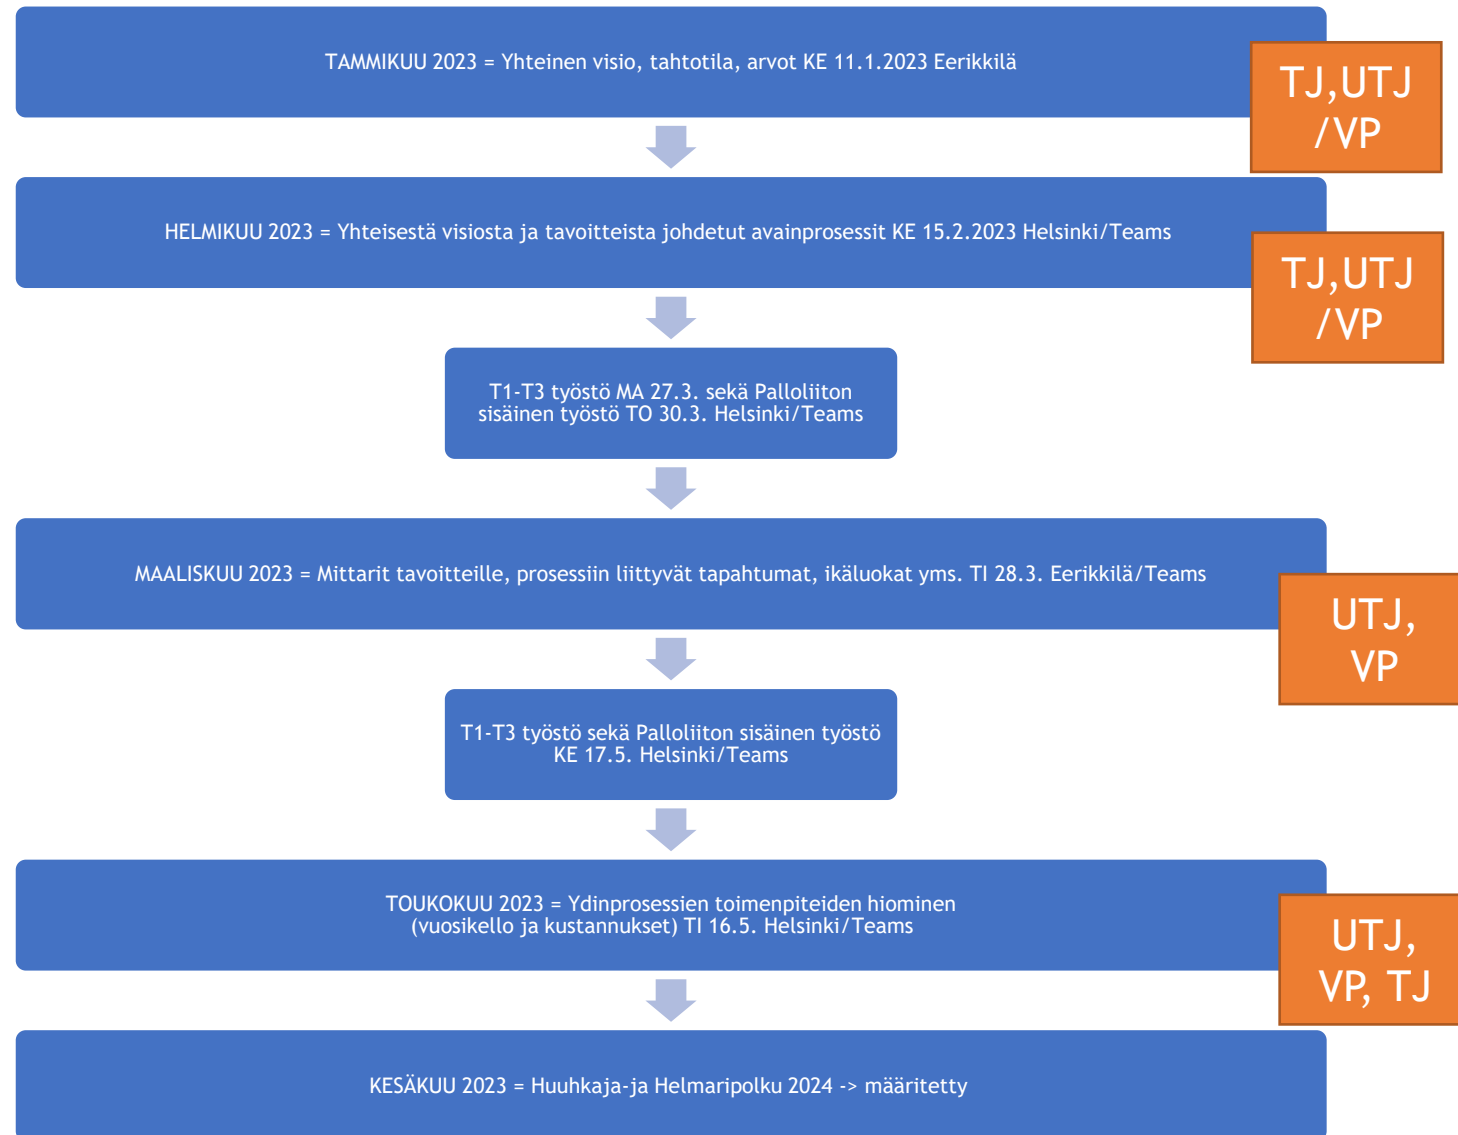 TAMMIKUU 2023 = Yhteinen visio, tahtotila, arvot KE 11.1.2023 Eerikkilä
TJ,UTJ
/VP
HELMIKUU 2023 = Yhteisestä visiosta ja tavoitteista johdetut avainprosessit KE 15.2.2023 Helsinki/Teams
TJ,UTJ
/VP
T1-T3 työstö MA 27.3. sekä Palloliiton
sisäinen työstö TO 30.3. Helsinki/Teams
MAALISKUU 2023 = Mittarit tavoitteille, prosessiin liittyvät tapahtumat, ikäluokat yms. TI 28.3. Eerikkilä/Teams
UTJ,
VP
T1-T3 työstö sekä Palloliiton sisäinen työstö
KE 17.5. Helsinki/Teams
TOUKOKUU 2023 = Ydinprosessien toimenpiteiden hiominen
(vuosikello ja kustannukset) TI 16.5. Helsinki/Teams
UTJ,
VP, TJ
KESÄKUU 2023 = Huuhkaja-ja Helmaripolku 2024 -> määritetty